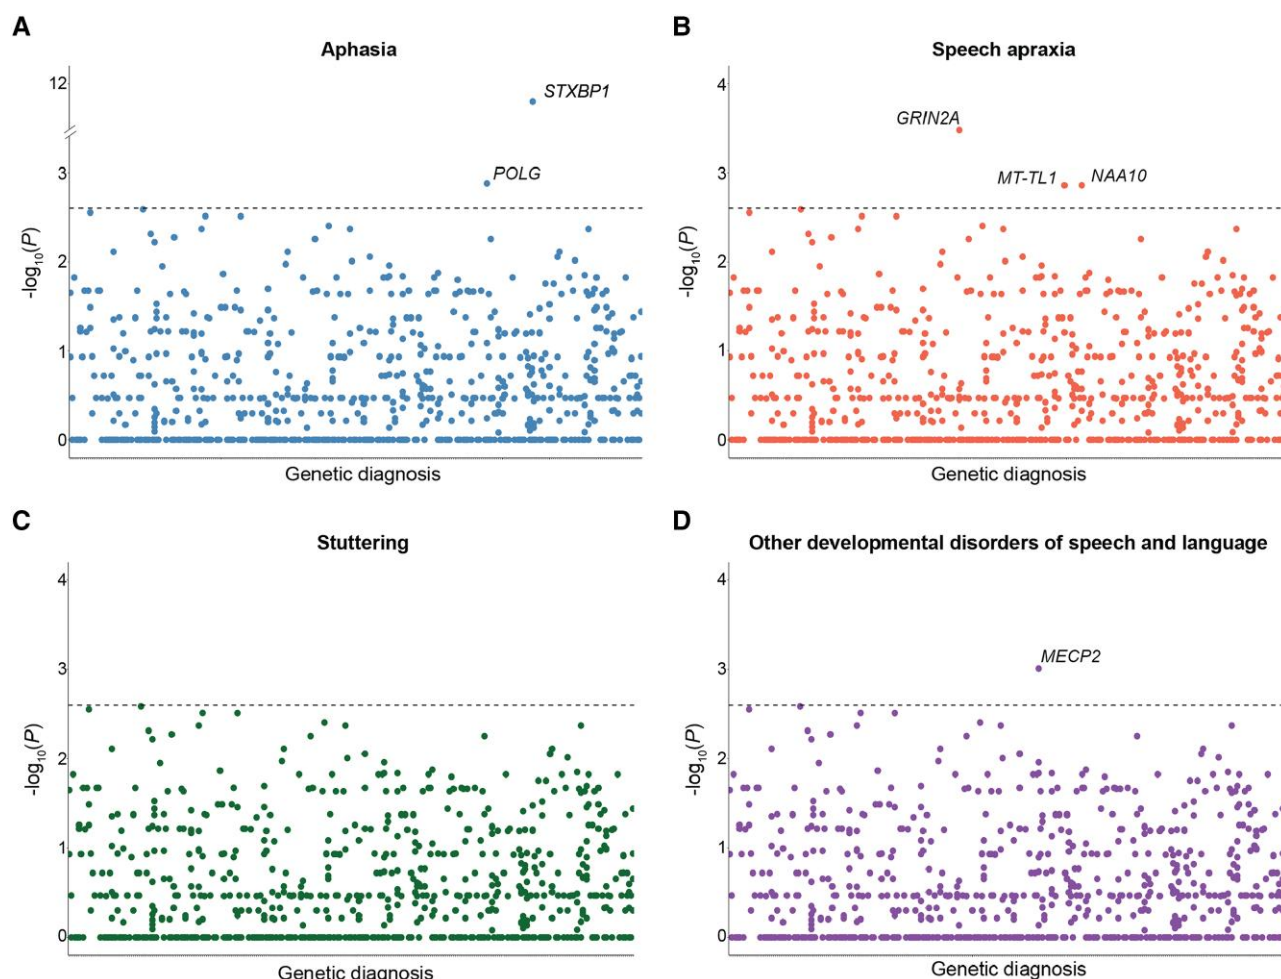 A
Aphasia
12
STXBP1
3
POLG
2
1
0
-log10(P)
Genetic diagnosis
B
Speech apraxia
4
GRIN2A
3
MT-TL1
NAA10
2
1
0
-log10(P)
Genetic diagnosis
C
Stuttering
4
3
2
1
0
-log10(P)
Genetic diagnosis
D
Other developmental disorders of speech and language
4
3
MECP2
2
1
0
-log10(P)
Genetic diagnosis